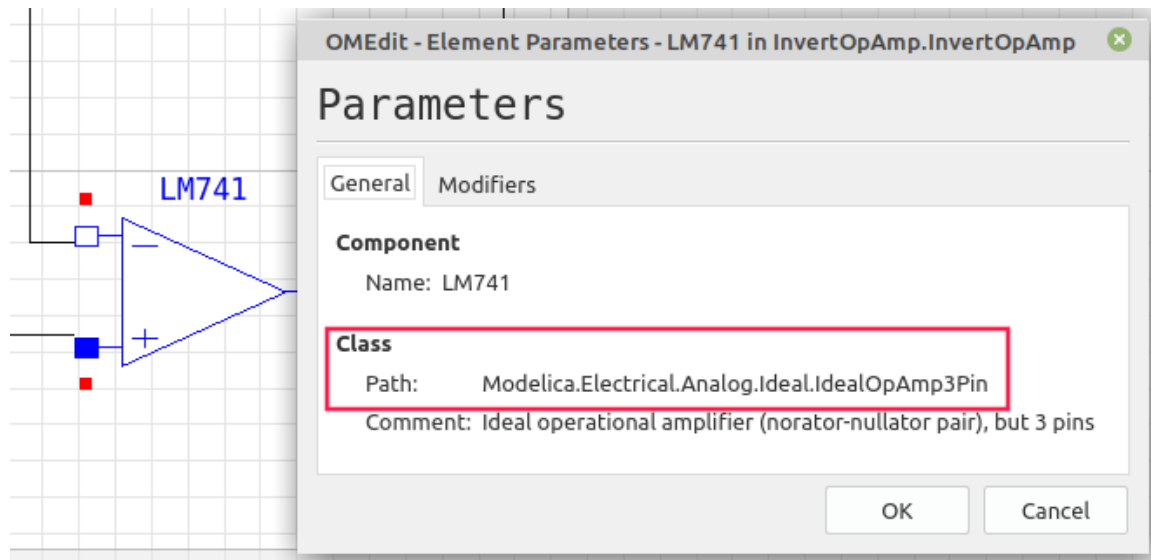 OMEdit - Element Parameters - LM741 in InvertOpAmp.InvertOpAmp
Parameters
LM741
General Modifiers
Component
Name: LM741
Class
Path: Modelica.Electrical.Analog.Ideal.IdealOpAmp3Pin
Comment: Ideal operational amplifier (norator-nullator pair), but 3 pins
OK Cancel